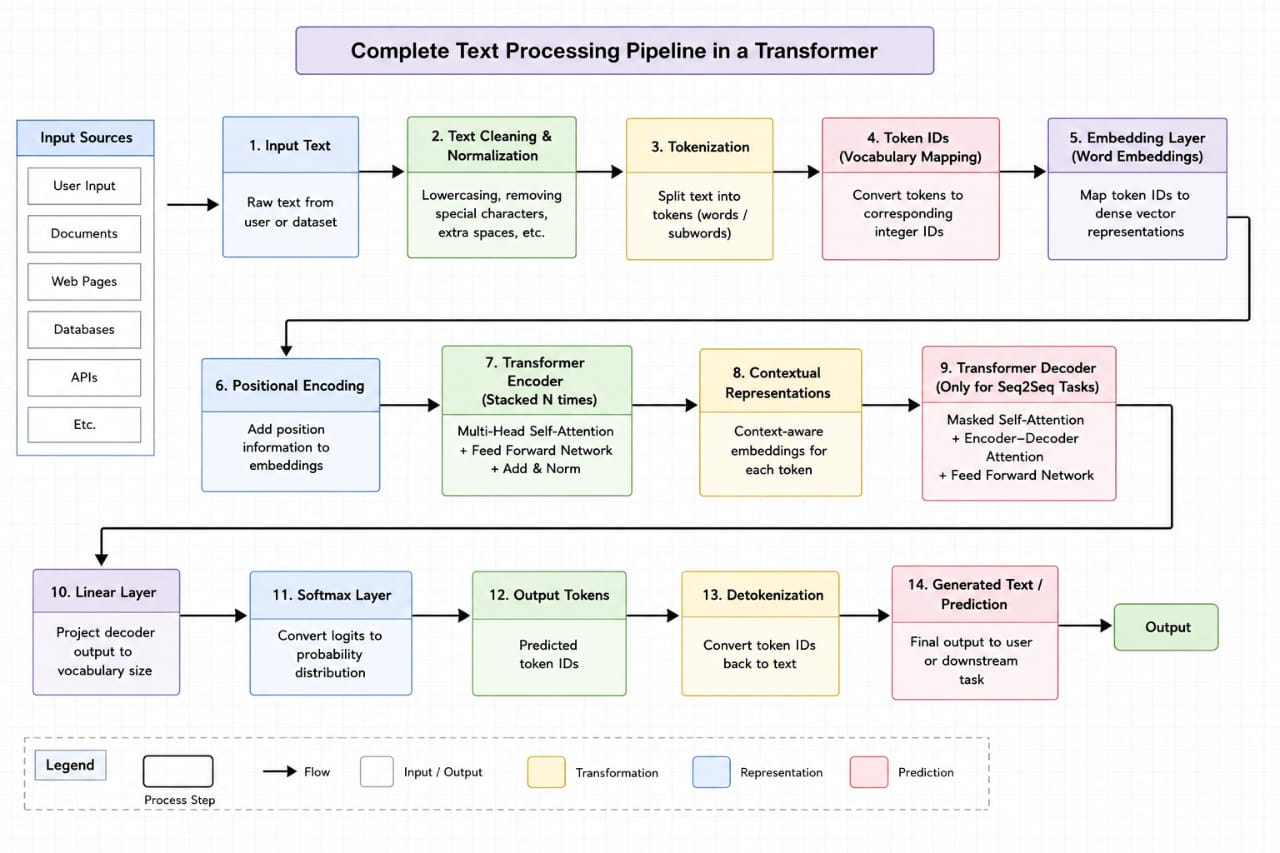 Complete Text Processing Pipeline in a Transformer
Input Sources
User Input
Documents
Web Pages
Databases
APIs
Etc.
1. Input Text
Raw text from
user or dataset
2. Text Cleaning &
Normalization
Lowercasing, removing
special characters,
extra spaces, etc.
3. Tokenization
Split text into
tokens (words /
subwords)
4. Token IDs
(Vocabulary Mapping)
Convert tokens to
corresponding
integer IDs
5. Embedding Layer
(Word Embeddings)
Map token IDs to
dense vector
representations
6. Positional Encoding
Add position
information to
embeddings
7. Transformer
Encoder
(Stacked N times)
Multi-Head Self-Attention
+ Feed Forward Network
+ Add & Norm
8. Contextual
Representations
Context-aware
embeddings for
each token
9. Transformer Decoder
(Only for Seq2Seq Tasks)
Masked Self-Attention
+ Encoder–Decoder
Attention
+ Feed Forward Network
10. Linear Layer
Project decoder
output to
vocabulary size
11. Softmax Layer
Convert logits to
probability
distribution
12. Output Tokens
Predicted
token IDs
13. Detokenization
Convert token IDs
back to text
14. Generated Text /
Prediction
Final output to user
or downstream
task
Output
Legend
Process Step
Flow
Input / Output
Transformation
Representation
Prediction